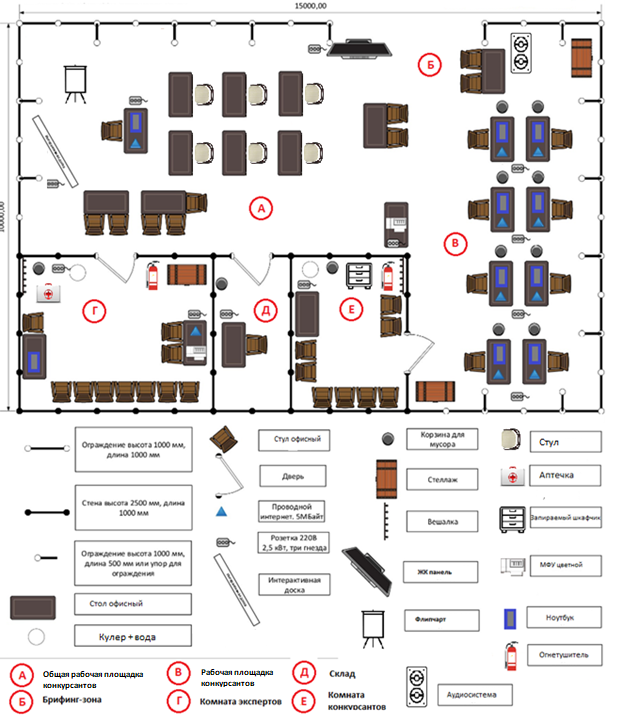 15000,00
10000,00
Б
А
В
Г
Д
Е
Ограждение высота 1000 мм,
длина 1000 мм
Стул офисный
Корзина для
мусора
Стул
Дверь
Стеллаж
Аптечка
Стена высота 2500 мм, длина
1000 мм
Проводной
интернет. 5МБайт
Вешалка
Запираемый шкафчик
Розетка 220В
2,5 кВт, три гнезда
Ограждение высота 1000 мм,
длина 500 мм или упор для
ограждения
ЖК панель
МФУ цветной
Интерактивная
доска
Стол офисный
Флипчарт
Ноутбук
Кулер + вода
Огнетушитель
А Общая рабочая площадка
конкурсантов
В Рабочая площадка
конкурсантов
Д Склад
Б Брифинг-зона
Г Комната экспертов
Е Комната
конкурсантов
Аудиосистема